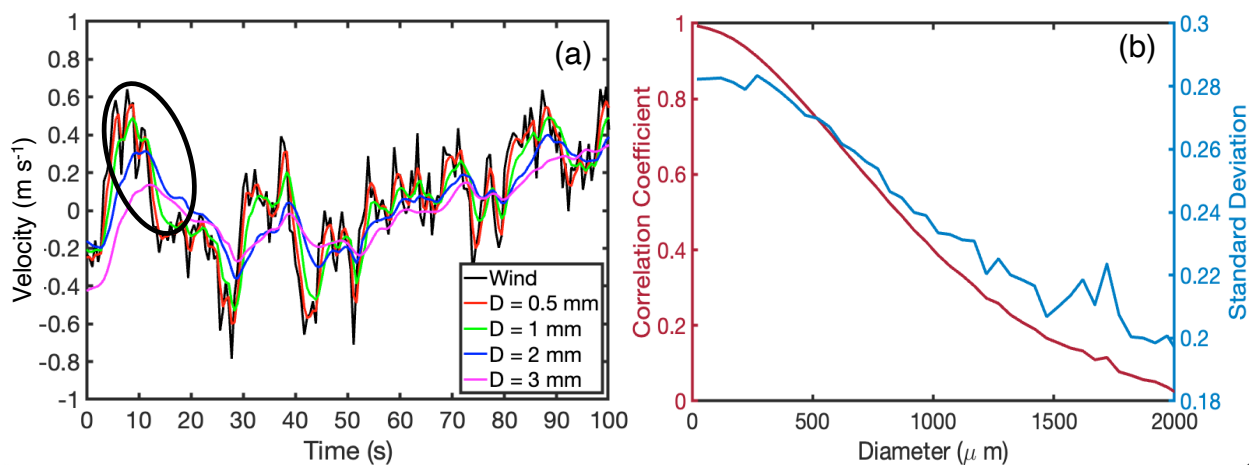 (a)
1
0.8
0.6
0.4
0.2
0
-0.2
-0.4
-0.6
-0.8
-1
Velocity (m s-1)
0 10 20 30 40 50 60 70 80 90 100
Time (s)
Wind
D = 0.5 mm
D = 1 mm
D = 2 mm
D = 3 mm
(b)
1
0.8
0.6
0.4
0.2
0
Correlation Coefficient
0.3
0.28
0.26
0.24
0.22
0.2
0.18
Standard Deviation
0 500 1000 1500 2000
Diameter (μ m)